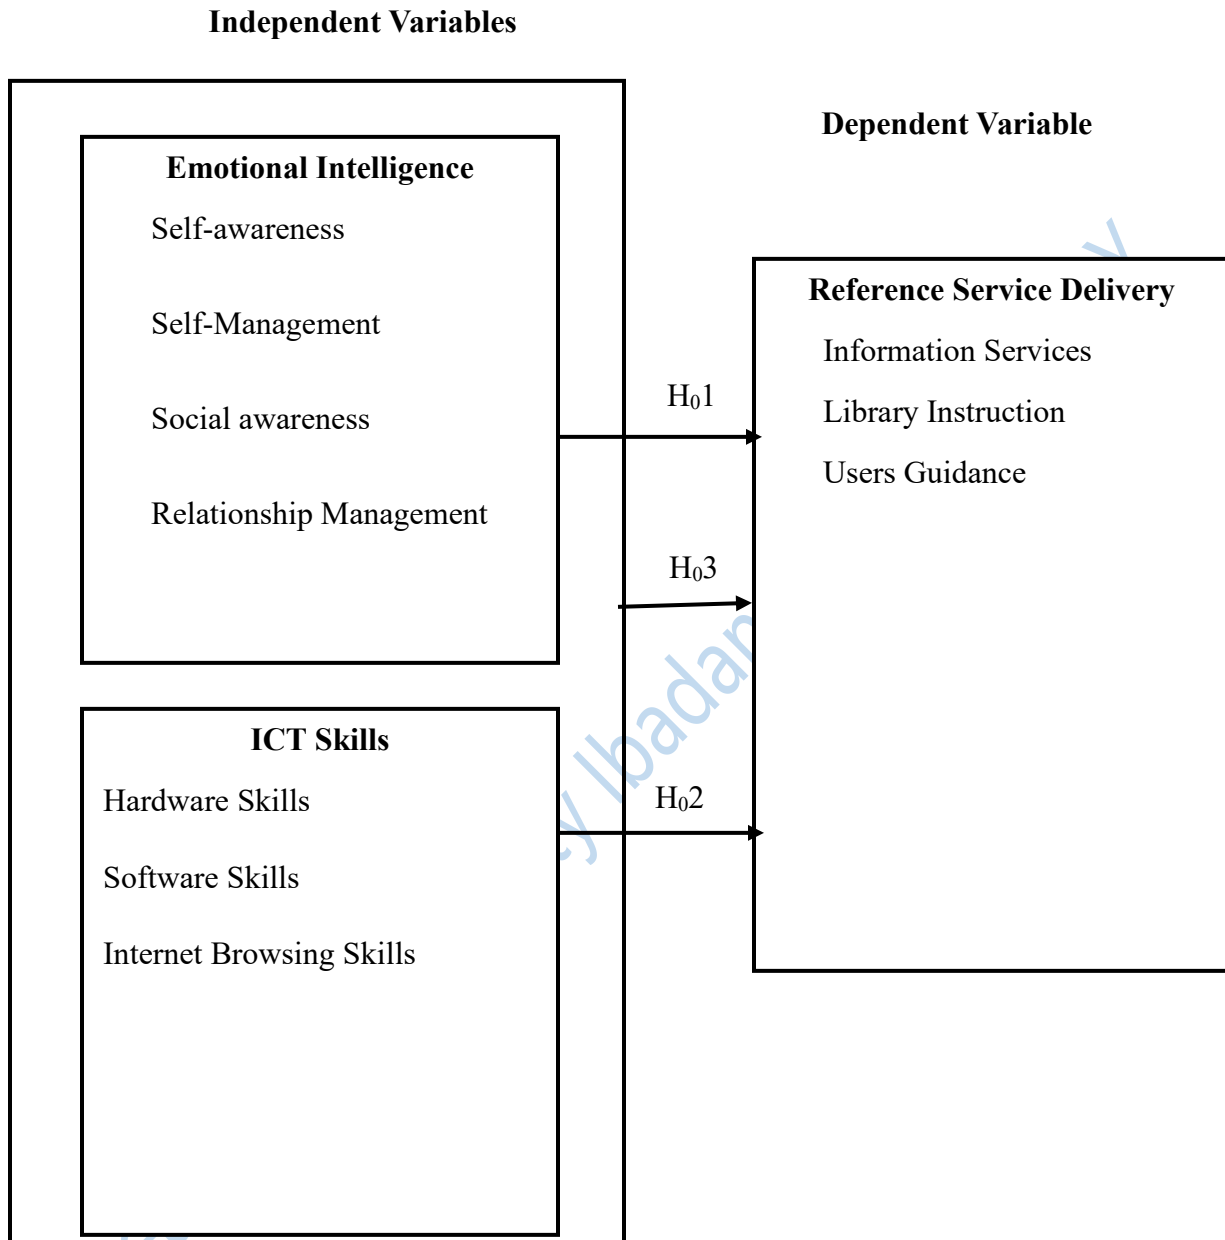 Independent Variables
Dependent Variable
Emotional Intelligence
Self-awareness
Self-Management
Social awareness
Relationship Management
H₀1
H₀3
ICT Skills
Hardware Skills
Software Skills
Internet Browsing Skills
H₀2
Reference Service Delivery
Information Services
Library Instruction
Users Guidance
Ibadan